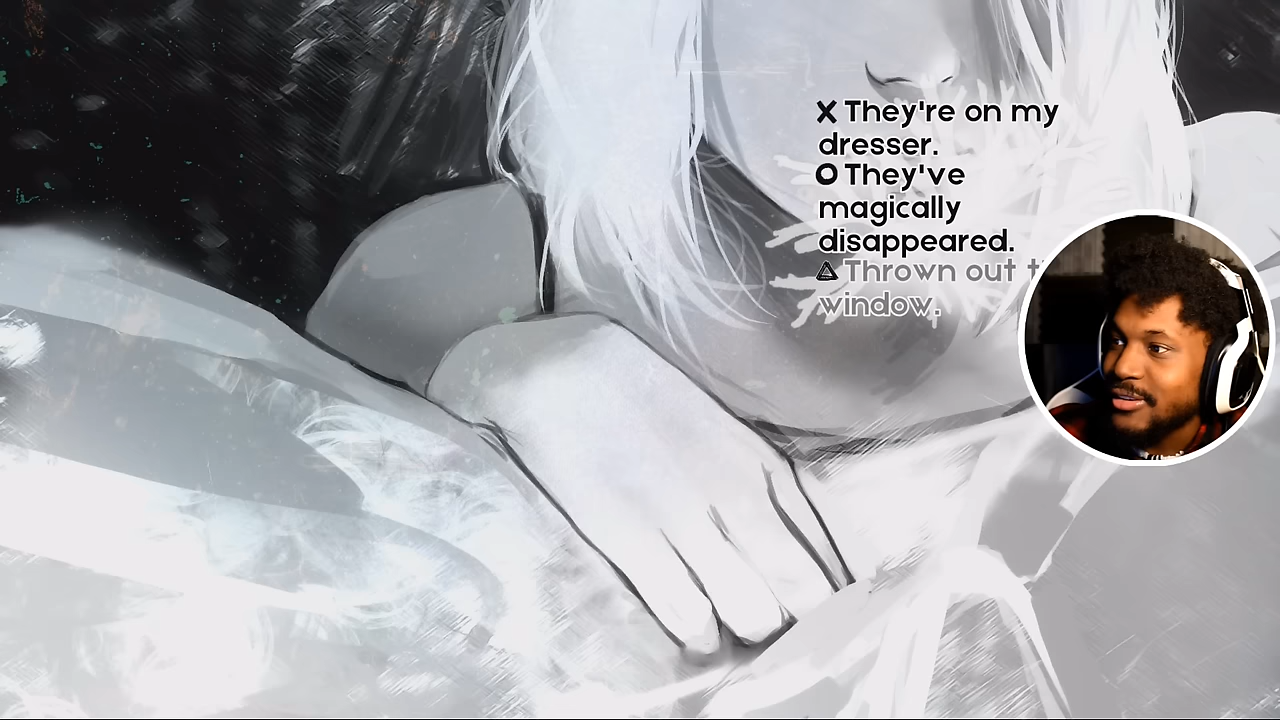 X They're on my
dresser.
O They've
magically
disappeared.
△ Thrown out
window.